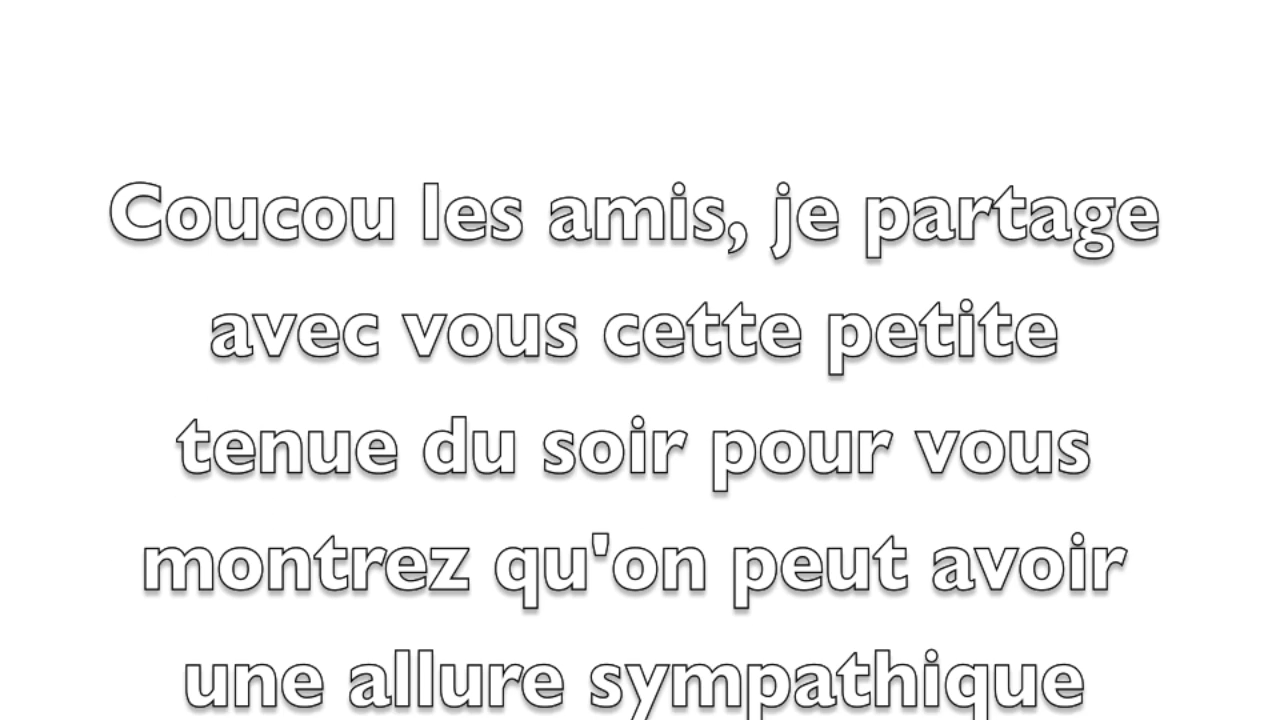 Coucou les amis, je partage
avec vous cette petite
tenue du soir pour vous
montrez qu'on peut avoir
une allure sympathique